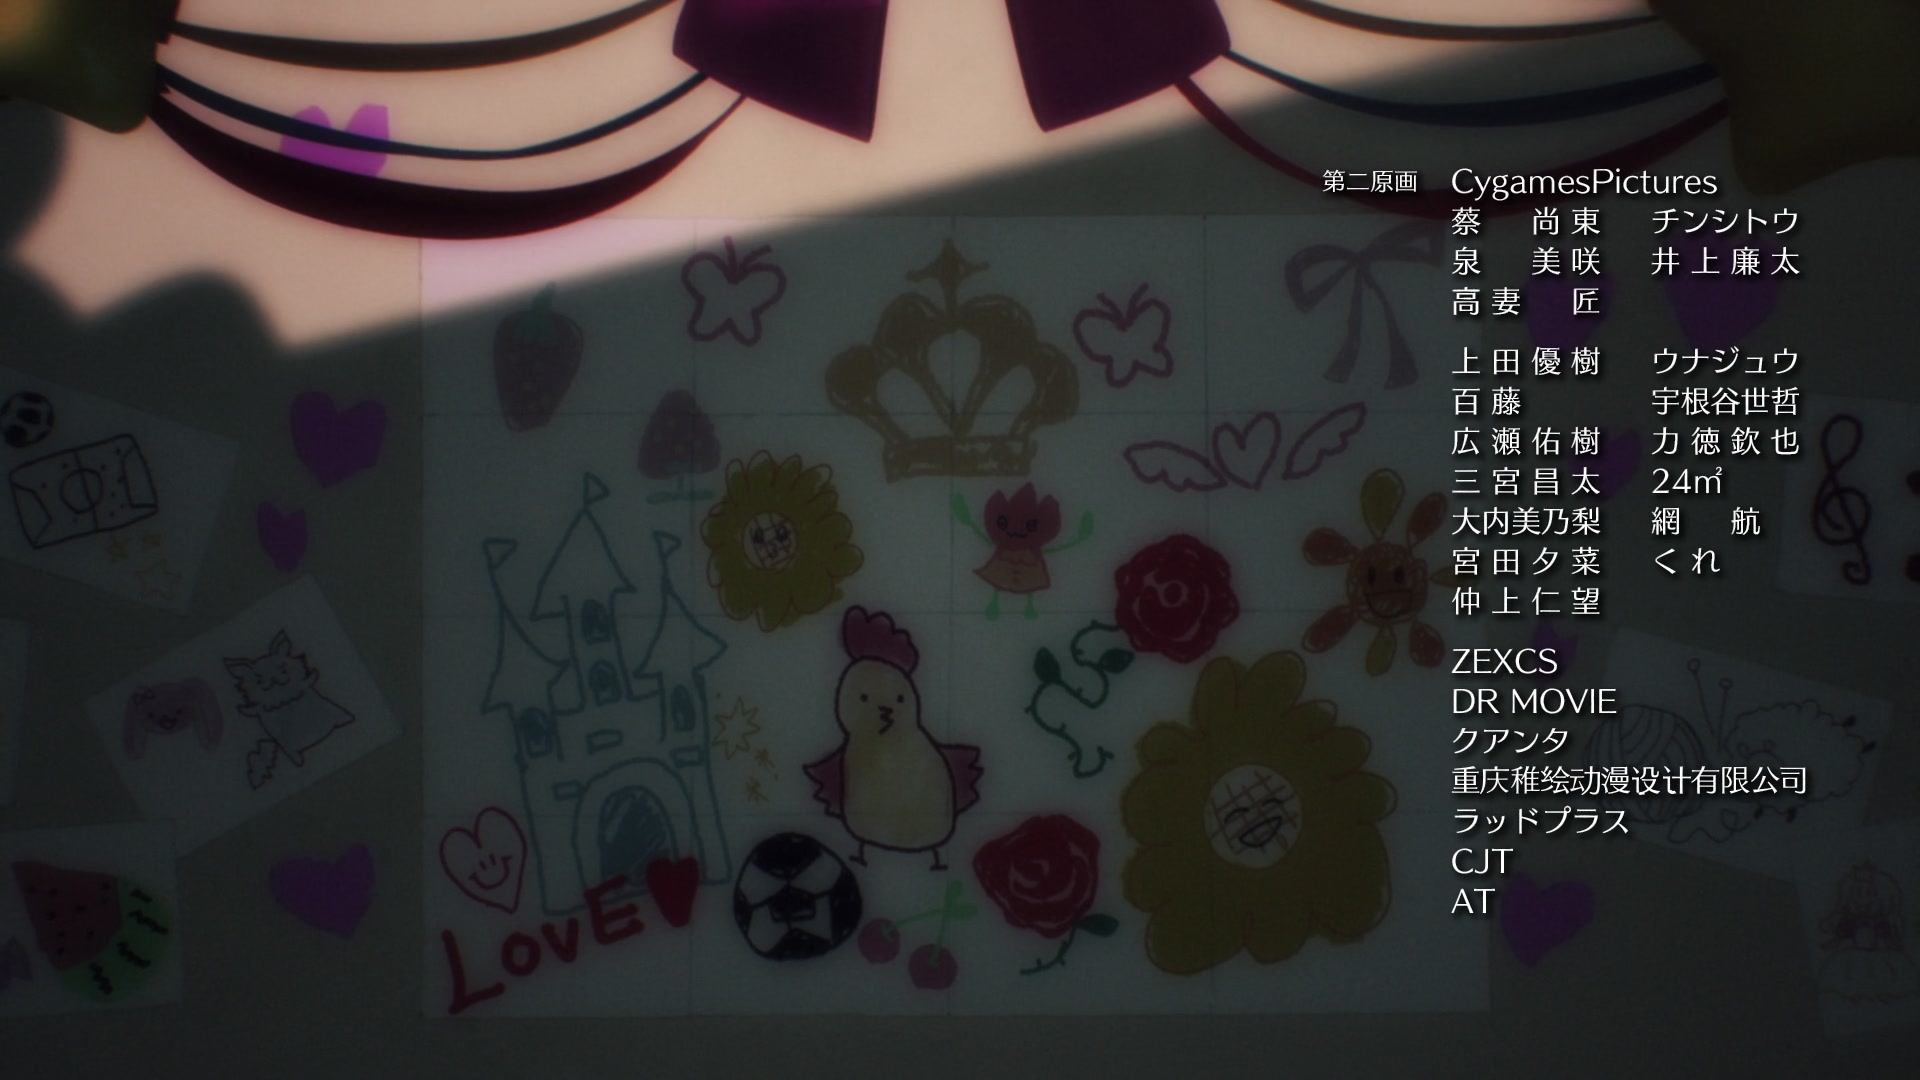 第二原画 CygamesPictures
蔡 尚東 チンシトウ
泉 美咲 井上廉太
高妻 匠
上田優樹 ウナジュウ
百藤 宇根谷世哲
広瀬佑樹 力徳欽也
三宮昌太 24㎡
大内美乃梨 網 航
宮田夕菜 くれ
仲上仁望
ZEXCS
DR MOVIE
クアンタ
重庆稚绘动漫设计有限公司
ラッドプラス
CJT
AT
LOVE